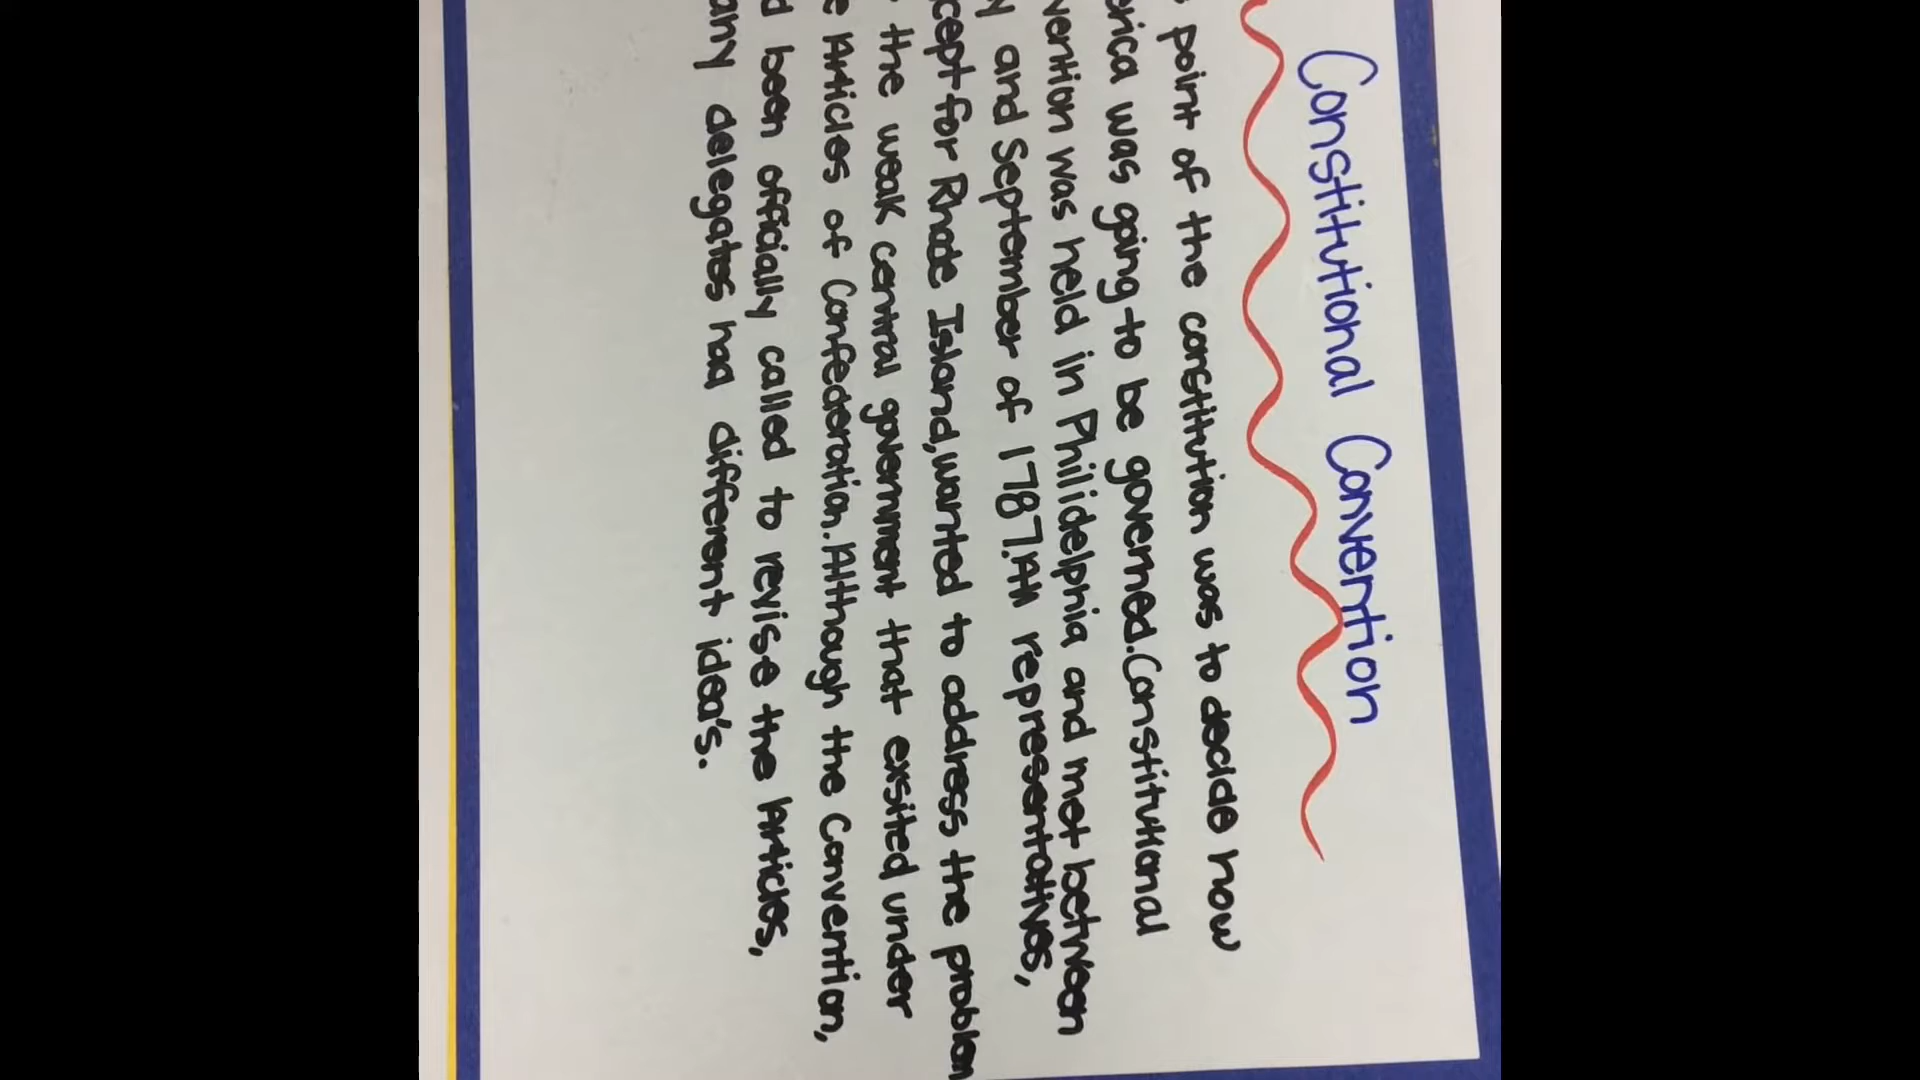 Constitutional Convention
point of the constitution was to decide how
erica was going to be governed. Constitutional
vention was held in Philidelphia and met between
y and September of 1787. All representatives,
cept for Rhode Island, wanted to address the problem
the weak central government that exsited under
e Articles of Confederation. Although the Convention,
d been officially called to revise the Articles,
any delegates had different idea's.